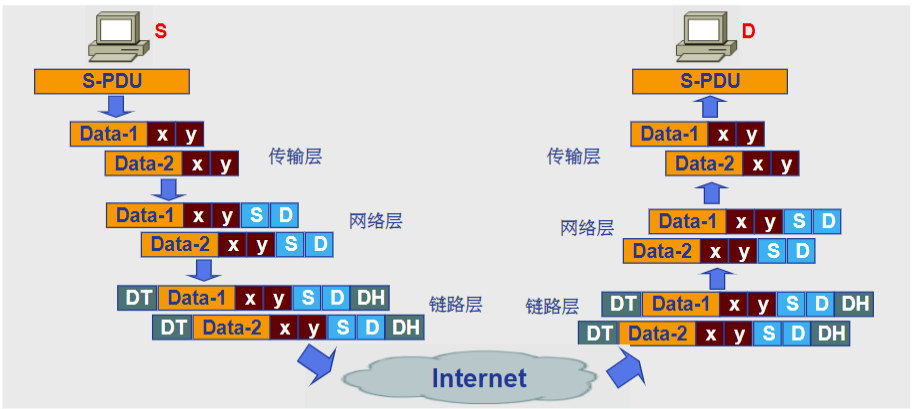 S
D
S-PDU
S-PDU
Data-1 x y
Data-2 x y
传输层
传输层
Data-1 x y
Data-2 x y
Data-1 x y S D
Data-2 x y S D
网络层
网络层
Data-1 x y S D
Data-2 x y S D
DT Data-1 x y S D DH
DT Data-2 x y S D DH
链路层
链路层
DT Data-1 x y S D DH
DT Data-2 x y S D DH
Internet